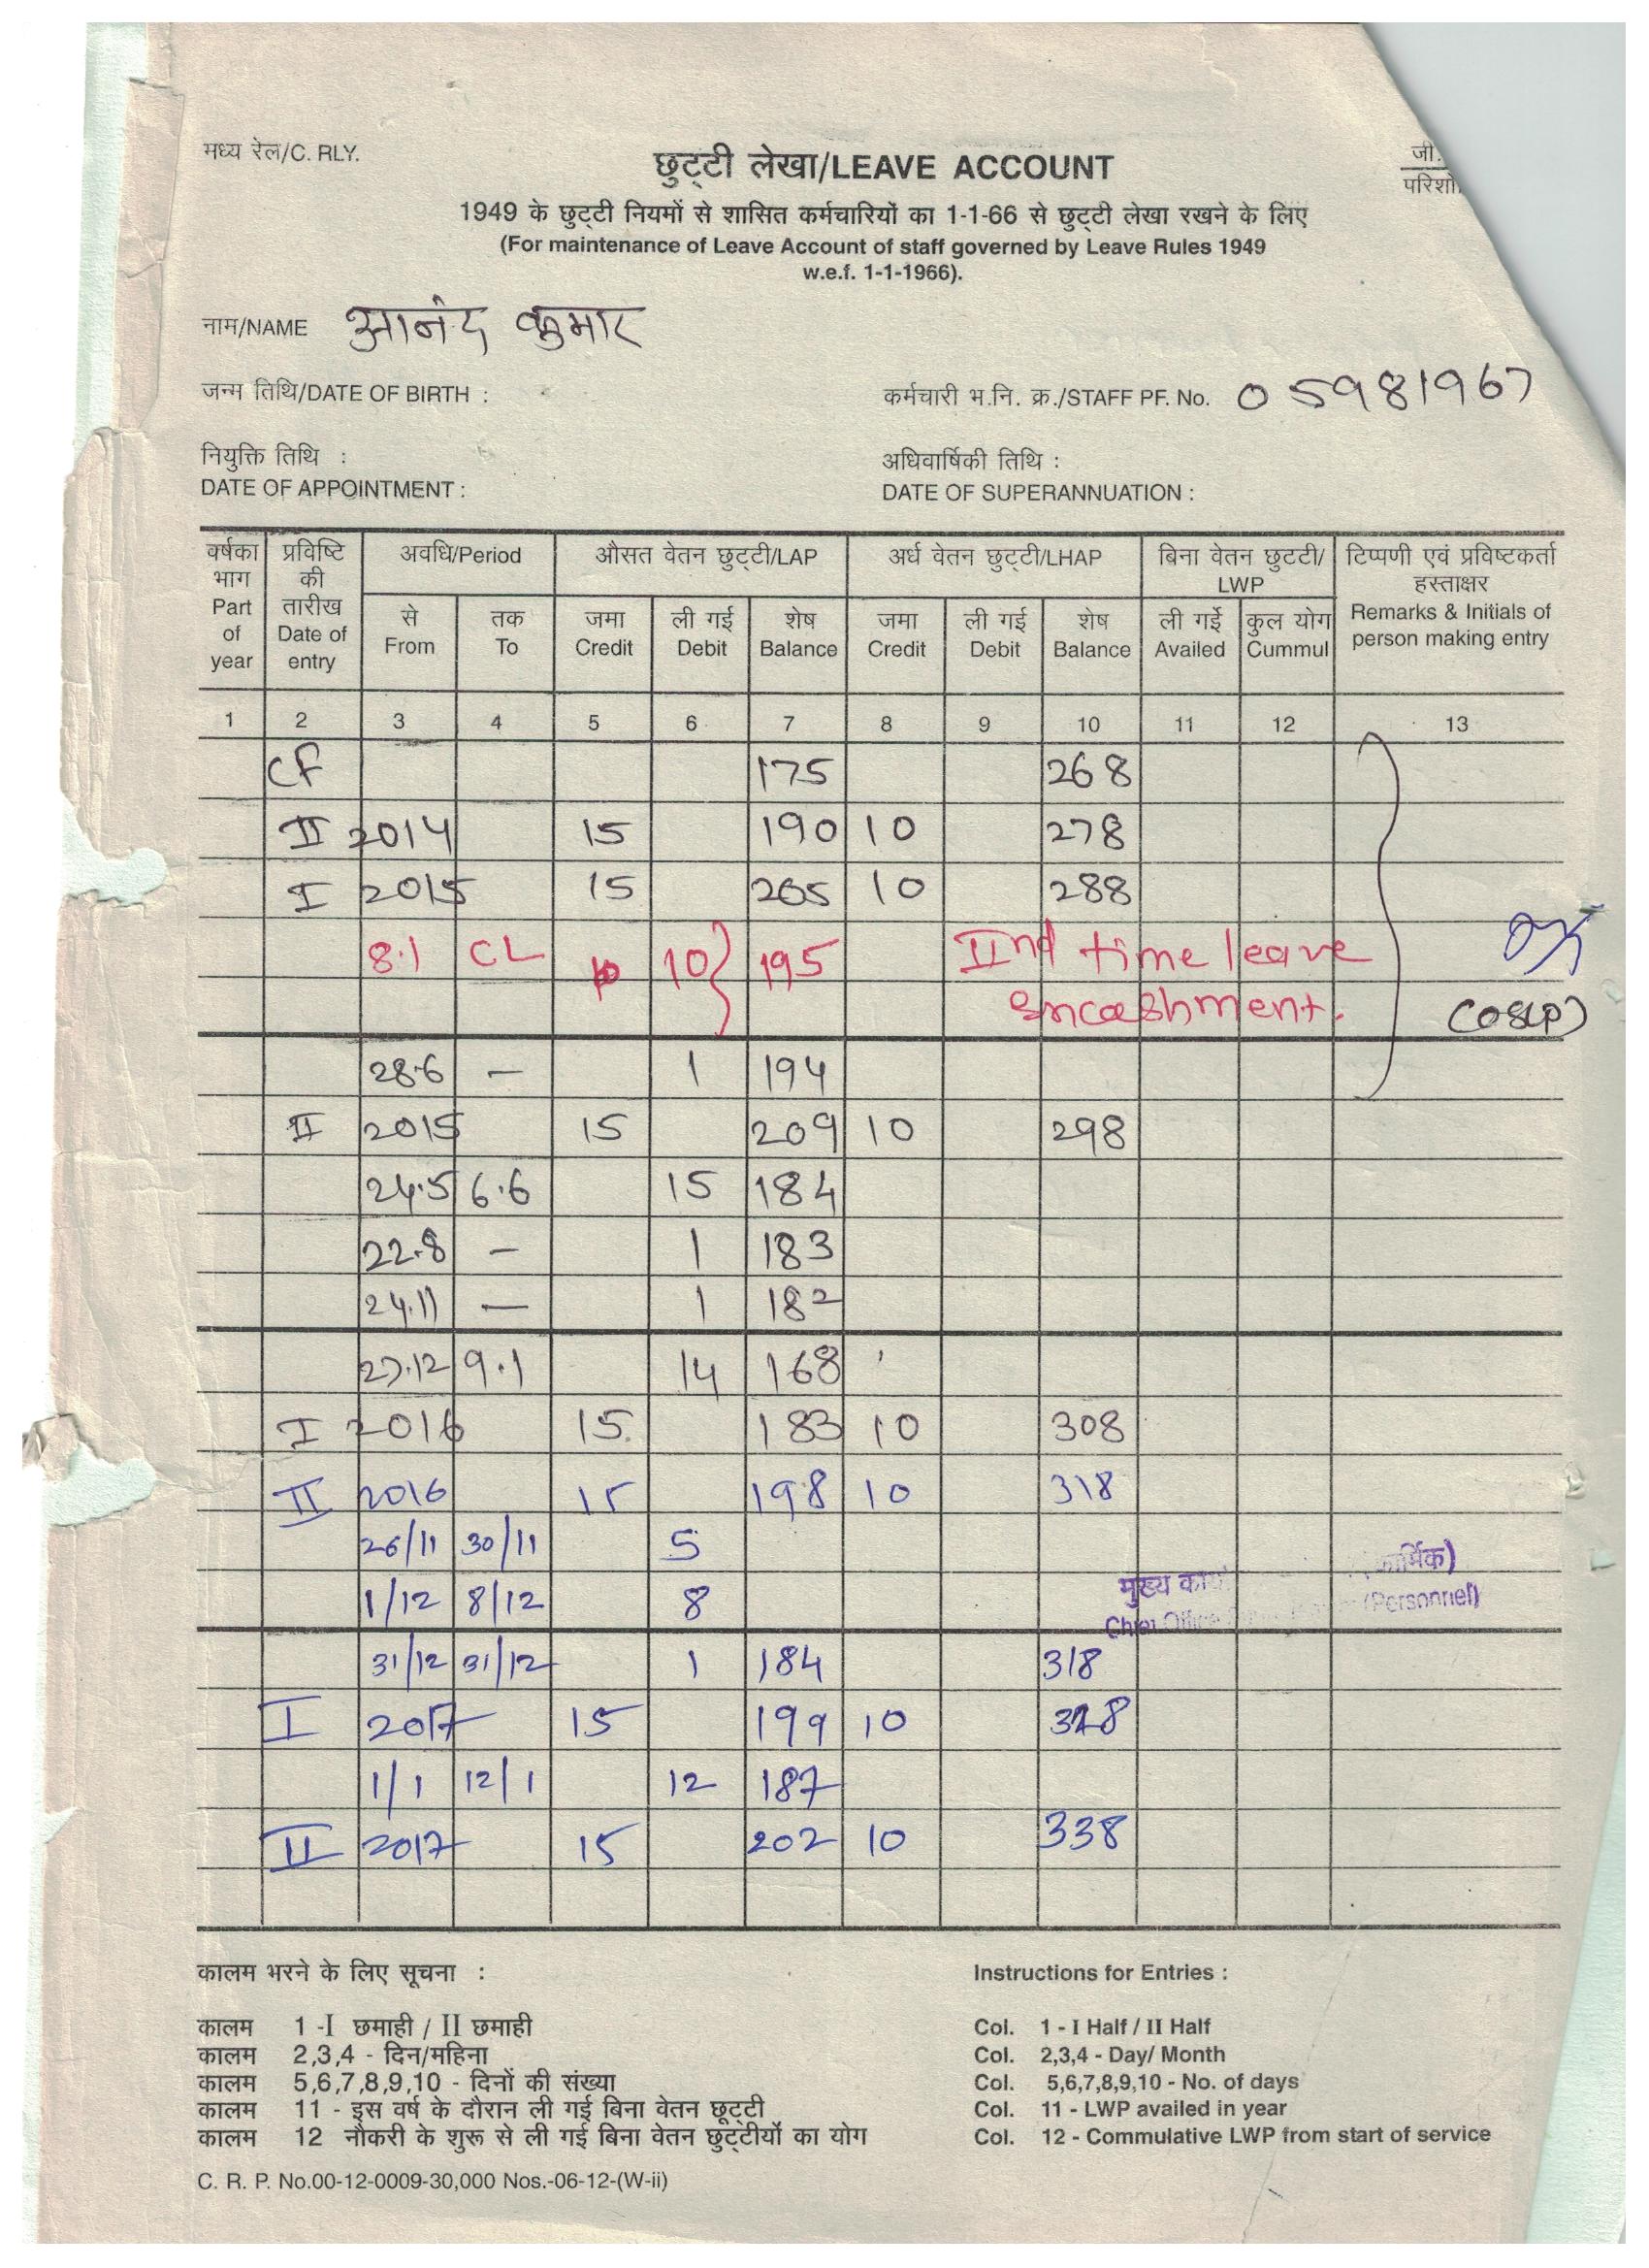 मध्य रेल/C. RLY.
छुट्टी लेखा/LEAVE ACCOUNT
जी.
परिशो
1949 के छुट्टी नियमों से शासित कर्मचारियों का 1-1-66 से छुट्टी लेखा रखने के लिए
(For maintenance of Leave Account of staff governed by Leave Rules 1949
w.e.f. 1-1-1966).
नाम/NAME आनंद कुमार
जन्म तिथि/DATE OF BIRTH :
कर्मचारी भ.नि. क्र./STAFF PF. No. 05981967
नियुक्ति तिथि :
DATE OF APPOINTMENT :
अधिवार्षिकी तिथि :
DATE OF SUPERANNUATION :
वर्षका भाग Part of year
प्रविष्टि की तारीख Date of entry
अवधि/Period
औसत वेतन छुट्टी/LAP
अर्ध वेतन छुट्टी/LHAP
बिना वेतन छुटटी/LWP
टिप्पणी एवं प्रविष्टकर्ता हस्ताक्षर
Remarks & Initials of person making entry
से From
तक To
जमा Credit
ली गई Debit
शेष Balance
जमा Credit
ली गई Debit
शेष Balance
ली गई Availed
कुल योग Cummul
1 2 3 4 5 6 7 8 9 10 11 12 13
CF 175 268
II 2014 15 190 10 278
I 2015 15 205 10 288
8.1 CL 10 195 IInd time leave
encashment.
28.6 — 1 194
II 2015 15 209 10 298
24.5 6.6 15 184
22.8 — 1 183
24.11 — 1 182
27.12 9.1 14 168
I 2016 15. 183 10 308
II 2016 15 198 10 318
26/11 30/11 5
1/12 8/12 8
मुख्य
(Personnel)
31/12 31/12 1 184 318
I 2017 15 199 10 328
1/1 12/1 12 187
II 2017 15 202 10 338
कालम भरने के लिए सूचना :
कालम 1 -I छमाही / II छमाही
कालम 2,3,4 - दिन/महिना
कालम 5,6,7,8,9,10 - दिनों की संख्या
कालम 11 - इस वर्ष के दौरान ली गई बिना वेतन छूट्टी
कालम 12 नौकरी के शुरू से ली गई बिना वेतन छुट्टीयों का योग
Instructions for Entries :
Col. 1 - I Half / II Half
Col. 2,3,4 - Day/ Month
Col. 5,6,7,8,9,10 - No. of days
Col. 11 - LWP availed in year
Col. 12 - Commulative LWP from start of service
C. R. P. No.00-12-0009-30,000 Nos.-06-12-(W-ii)